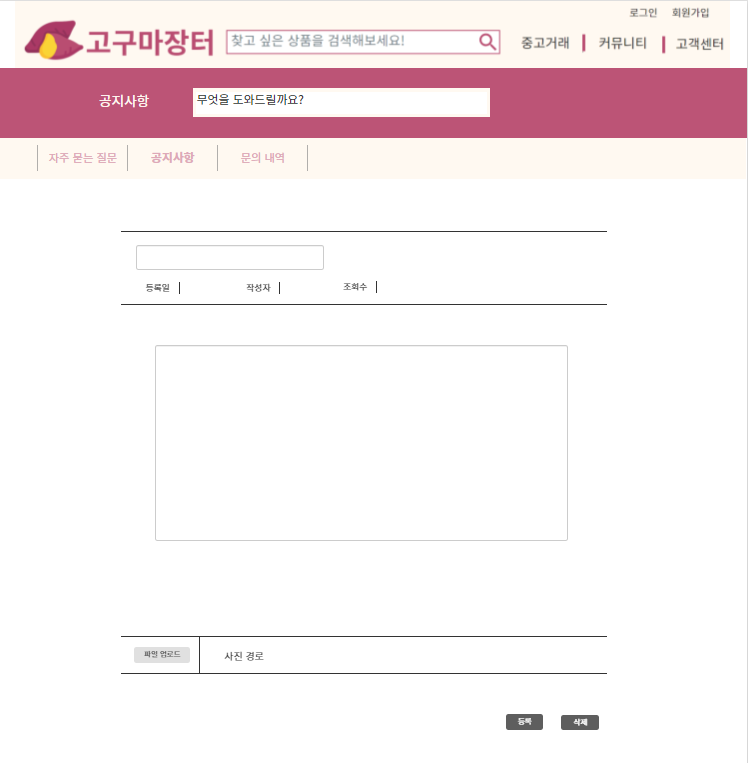 로그인 회원가입
고구마장터 찾고 싶은 상품을 검색해보세요! 중고거래 커뮤니티 고객센터
공지사항 무엇을 도와드릴까요?
자주 묻는 질문 공지사항 문의 내역
등록일 작성자 조회수
파일 업로드 사진 경로
등록 삭제